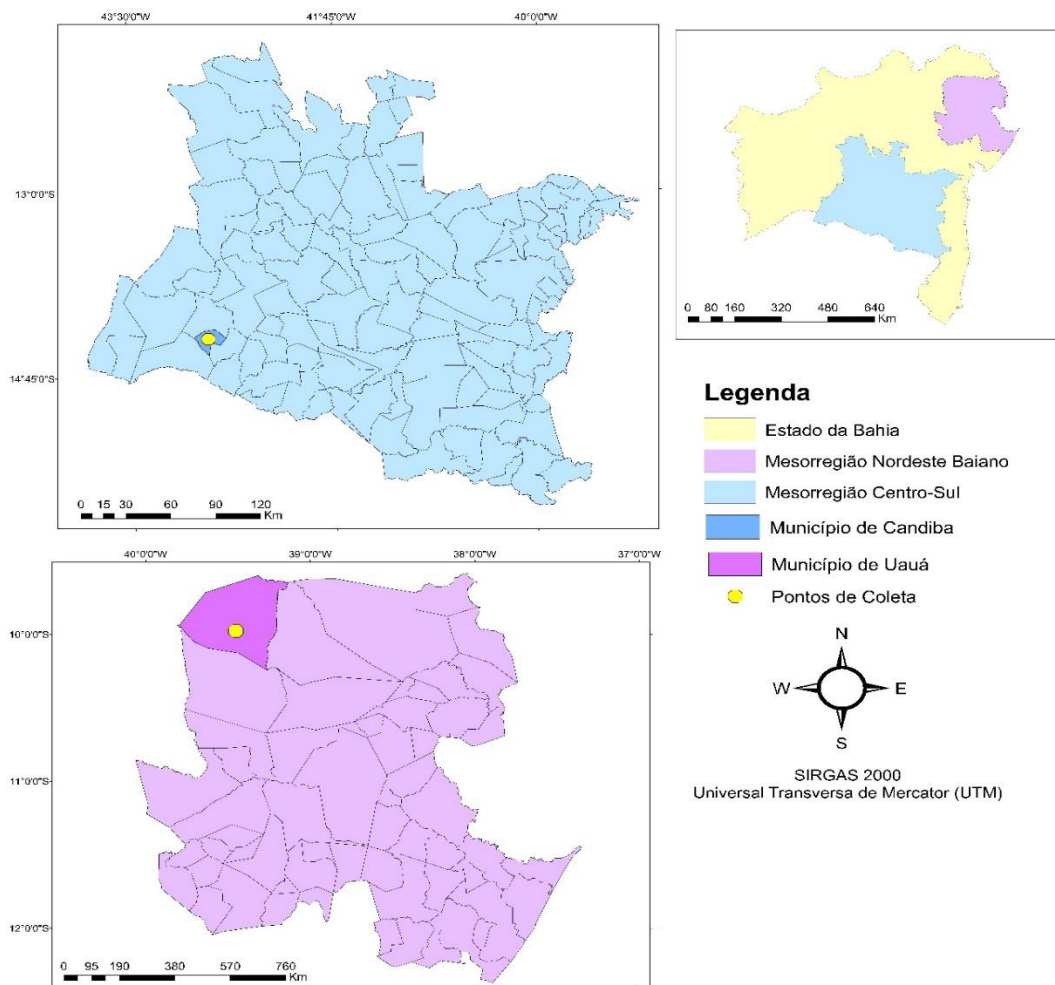 43°30'0"W 41°45'0"W 40°0'0"W
13°0'0"S
14°45'0"S
0 15 30 60 90 120
Km
0 80 160 320 480 640
Km
Legenda
Estado da Bahia
Mesorregião Nordeste Baiano
Mesorregião Centro-Sul
Município de Candiba
Município de Uauá
Pontos de Coleta
N
W E
S
SIRGAS 2000
Universal Transversa de Mercator (UTM)
40°0'0"W 39°0'0"W 38°0'0"W 37°0'0"W
10°0'0"S
11°0'0"S
12°0'0"S
0 95 190 380 570 760
Km